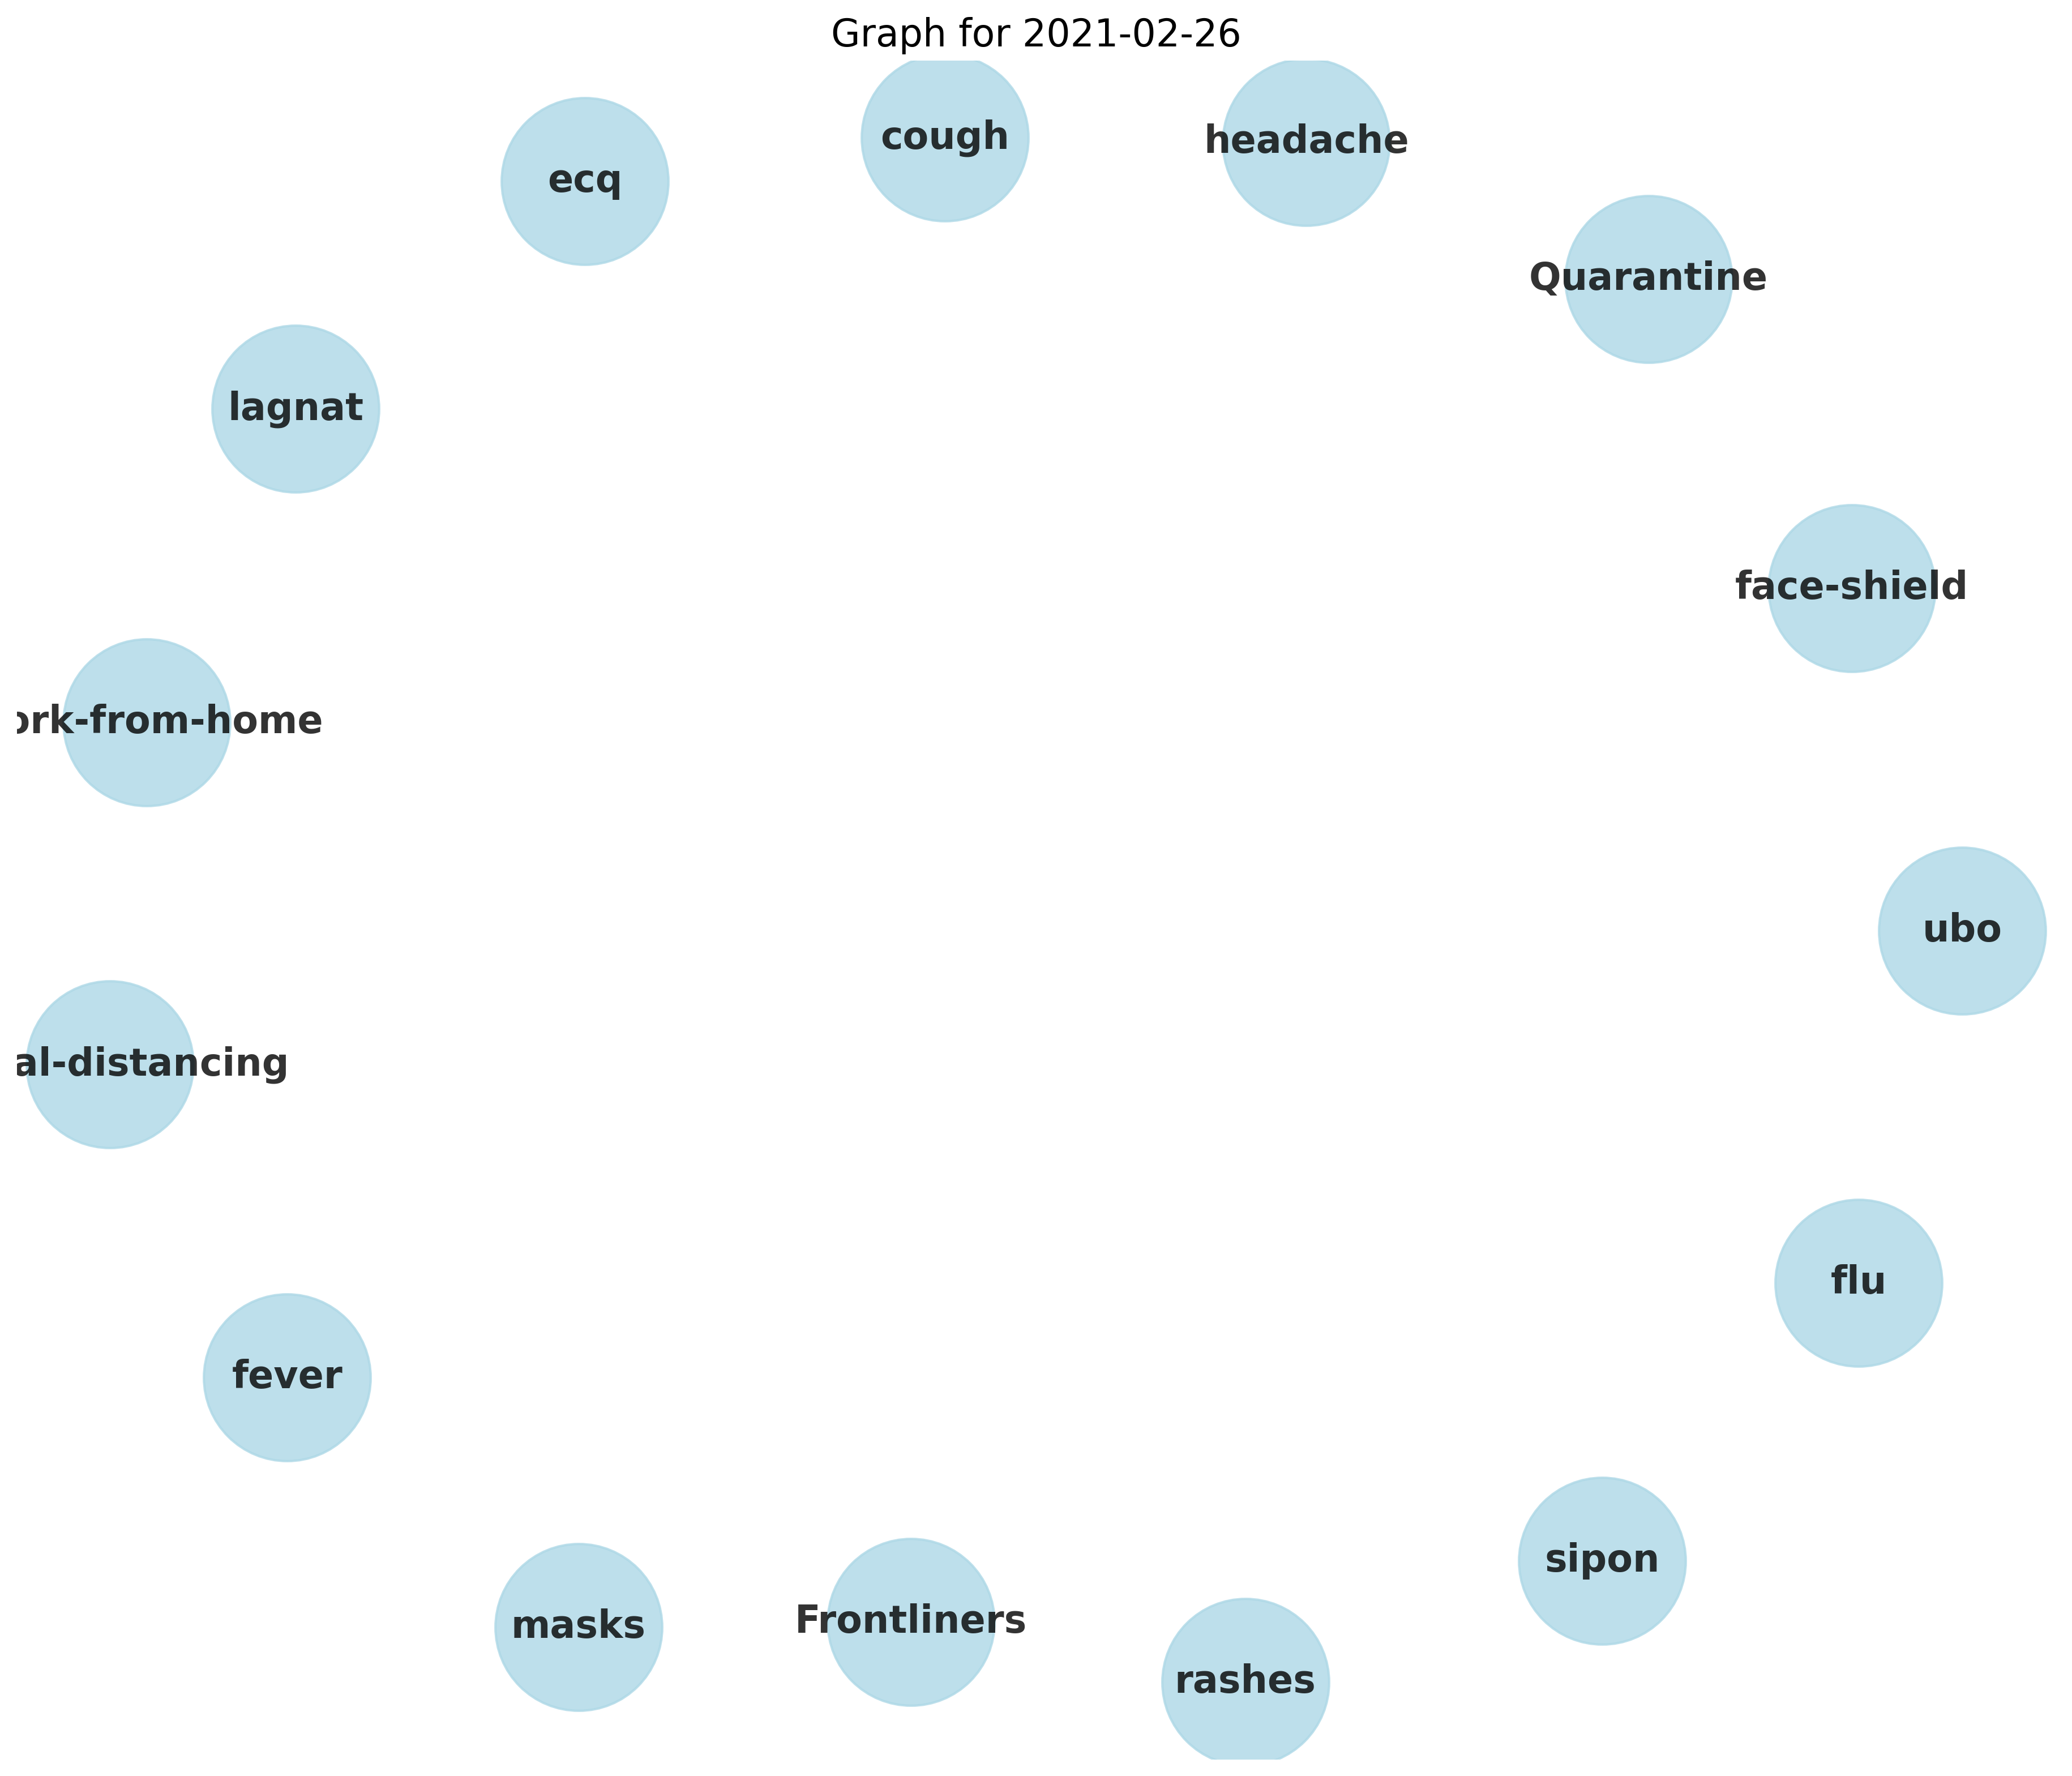 Graph for 2021-02-26
cough
headache
ecq
Quarantine
lagnat
face-shield
ork-from-home
ubo
al-distancing
flu
fever
sipon
Frontliners
masks
rashes